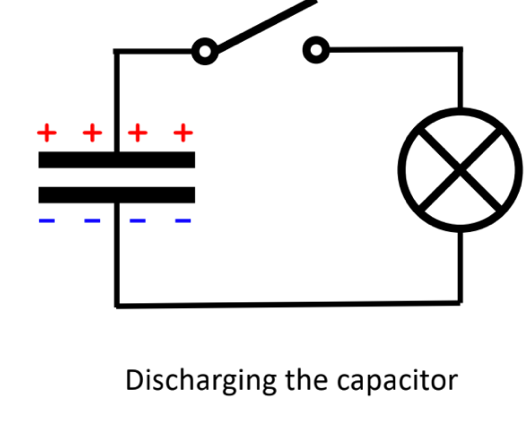 + + + +
- - - -
Discharging the capacitor